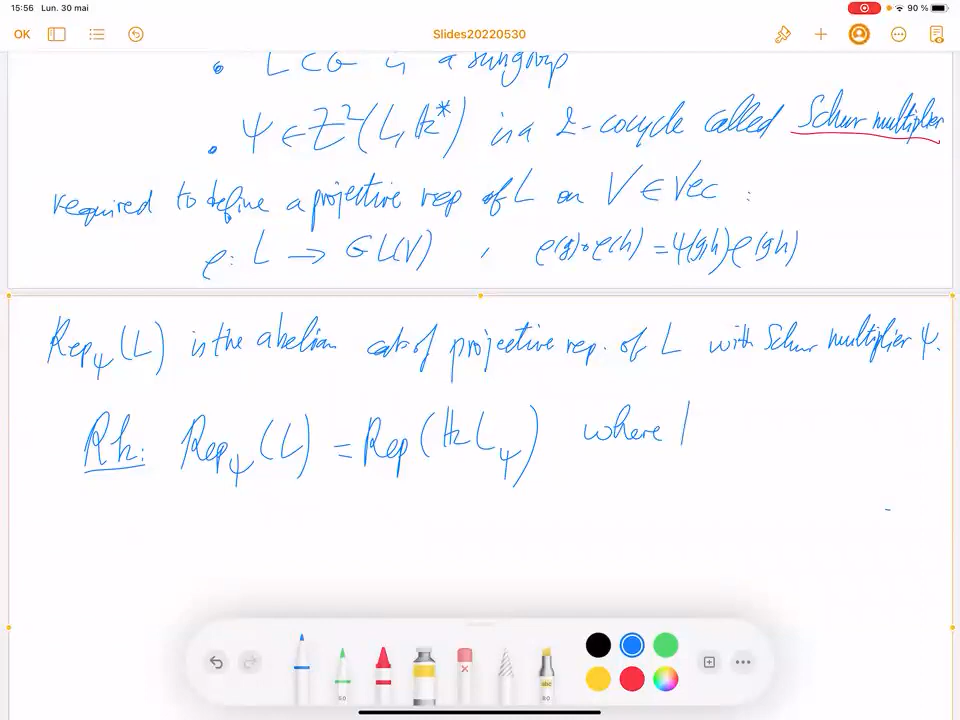 15:56 Lun. 30 mai 90 %
OK Slides20220530
• L ⊂ G is a subgroup
• Ψ ∈ Z²(L, k*) is a 2-cocycle called Schur multiplier
required to define a projective rep of L on V ∈ Vec :
ρ: L → GL(V) , ρ(g)∘ρ(h) = Ψ(g,h) ρ(gh)
Rep_Ψ(L) is the abelian cat of projective rep. of L with Schur multiplier Ψ.
Rk: Rep_Ψ(L) = Rep(kL_Ψ) where